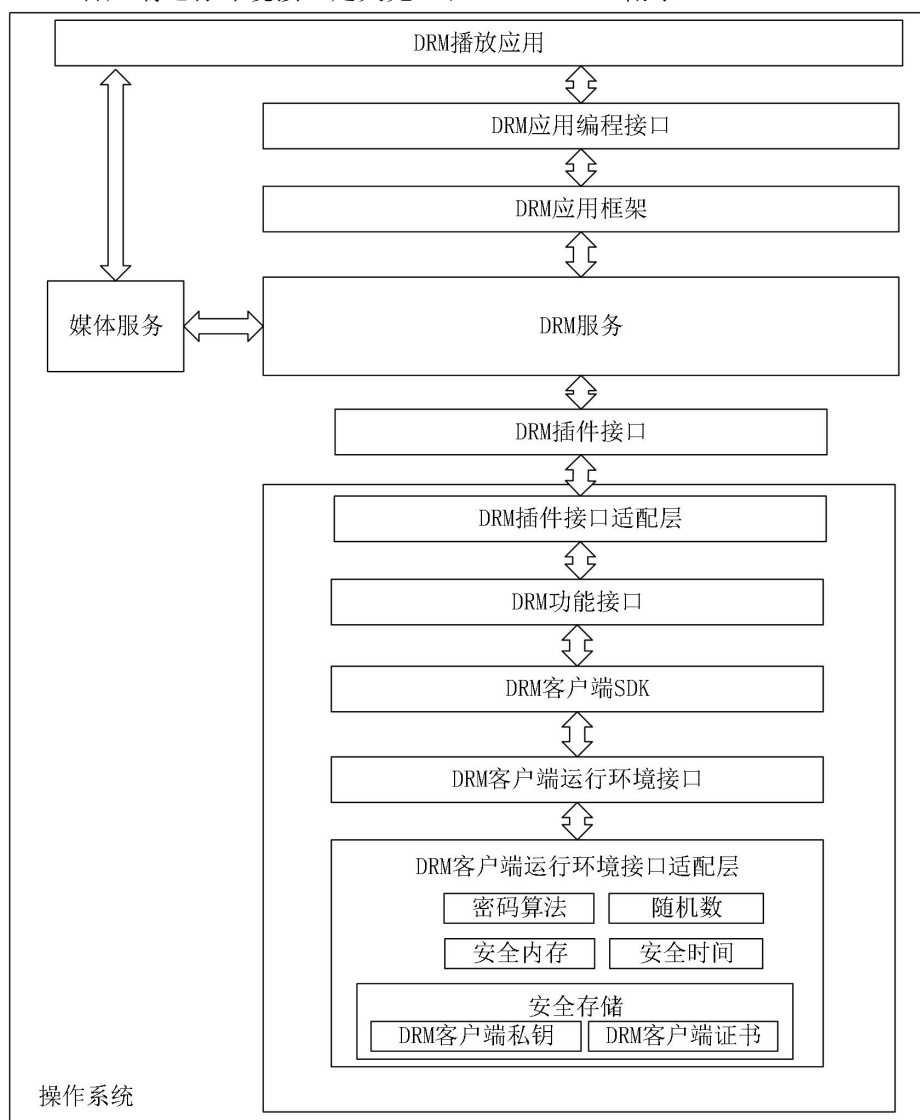 DRM播放应用
DRM应用编程接口
DRM应用框架
媒体服务
DRM服务
DRM插件接口
DRM插件接口适配层
DRM功能接口
DRM客户端SDK
DRM客户端运行环境接口
DRM客户端运行环境接口适配层
密码算法
随机数
安全内存
安全时间
安全存储
DRM客户端私钥
DRM客户端证书
操作系统